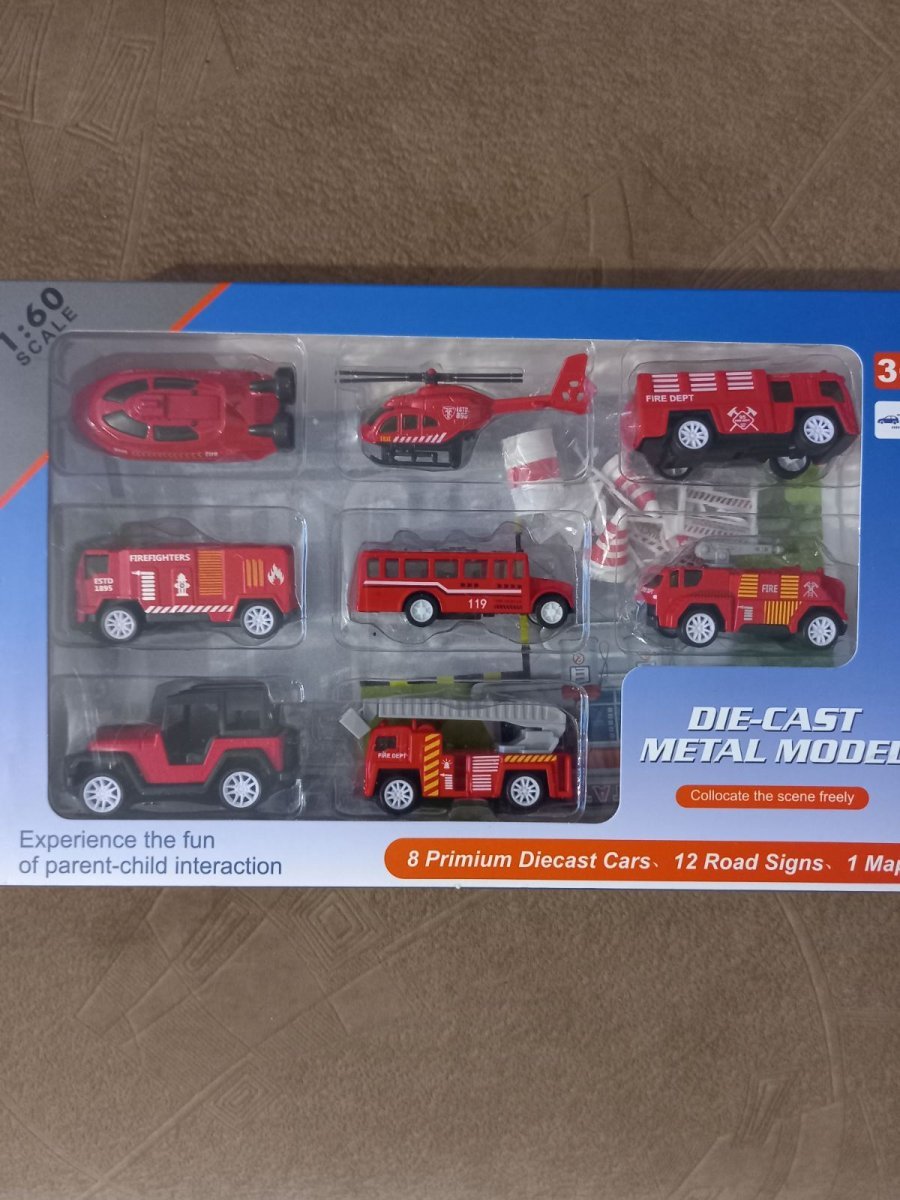 1:60
SCALE
FIRE DEPT
FIRE
FIREFIGHTERS
ESTD
1895
119
FIRE
FIRE DEPT
DIE-CAST
METAL MODEL
Collocate the scene freely
Experience the fun
of parent-child interaction
8 Primium Diecast Cars、 12 Road Signs、 1 Map